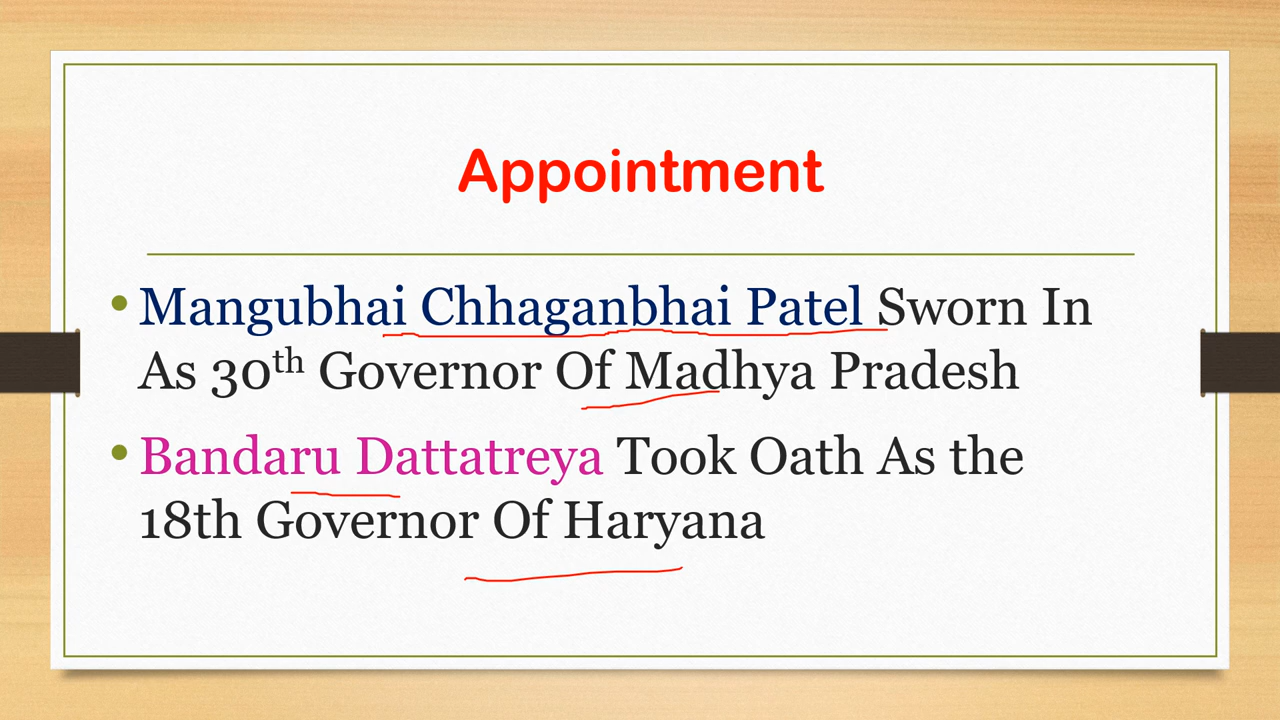 Appointment
• Mangubhai Chhaganbhai Patel Sworn In
As 30th Governor Of Madhya Pradesh
• Bandaru Dattatreya Took Oath As the
18th Governor Of Haryana